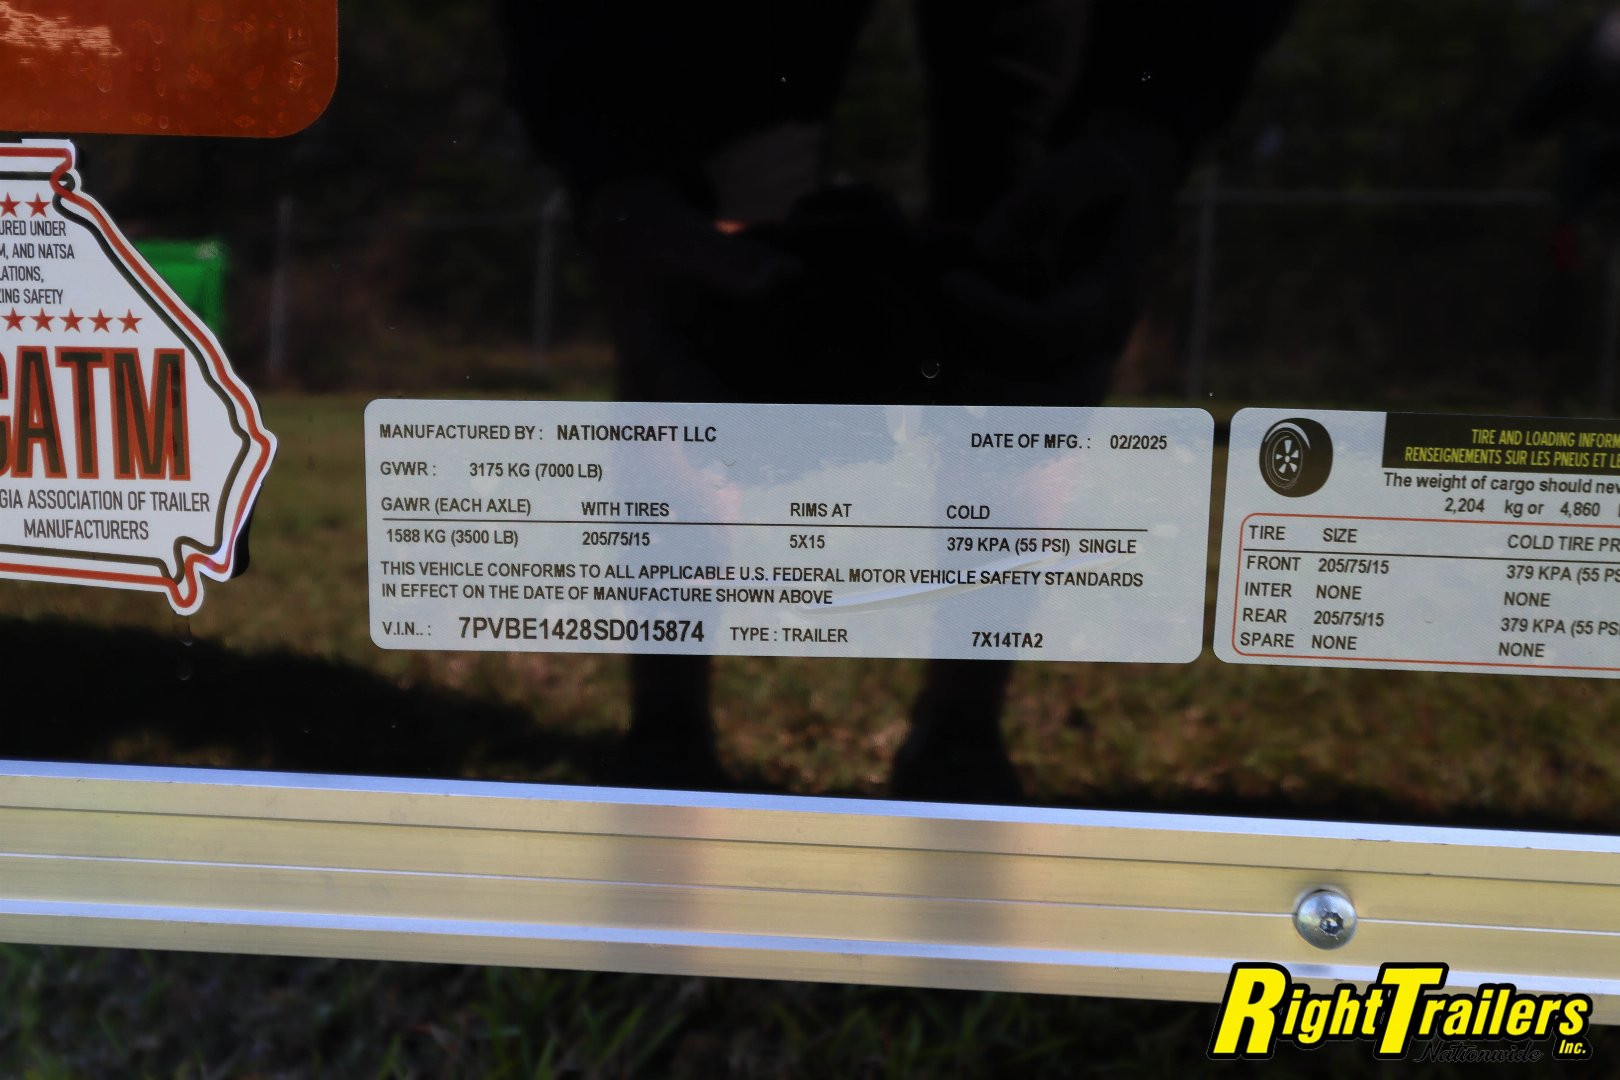 URED UNDER
M, AND NATSA
LATIONS,
ING SAFETY
GATM
GIA ASSOCIATION OF TRAILER
MANUFACTURERS
MANUFACTURED BY : NATIONCRAFT LLC DATE OF MFG. : 02/2025
GVWR : 3175 KG (7000 LB)
GAWR (EACH AXLE) WITH TIRES RIMS AT COLD
1588 KG (3500 LB) 205/75/15 5X15 379 KPA (55 PSI) SINGLE
THIS VEHICLE CONFORMS TO ALL APPLICABLE U.S. FEDERAL MOTOR VEHICLE SAFETY STANDARDS
IN EFFECT ON THE DATE OF MANUFACTURE SHOWN ABOVE
V.I.N.. : 7PVBE1428SD015874 TYPE : TRAILER 7X14TA2
TIRE AND LOADING INFORM
RENSEIGNEMENTS SUR LES PNEUS ET LE
The weight of cargo should nev
2,204 kg or 4,860
TIRE SIZE COLD TIRE PR
FRONT 205/75/15 379 KPA (55 PS
INTER NONE NONE
REAR 205/75/15 379 KPA (55 PS
SPARE NONE NONE
RightTrailers
Nationwide Inc.